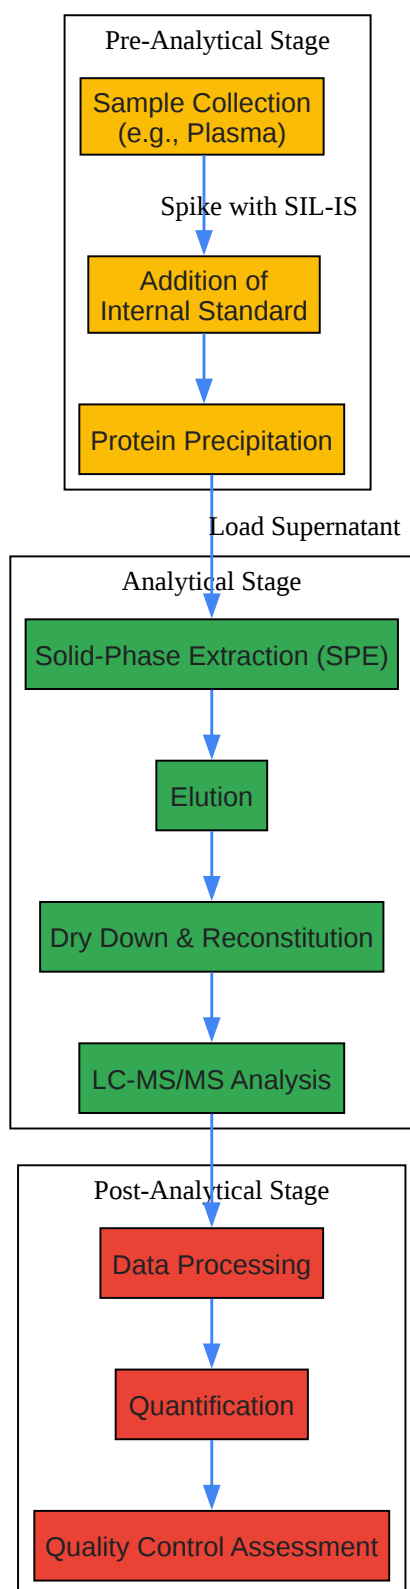 Pre-Analytical Stage
Sample Collection
(e.g., Plasma)
Spike with SIL-IS
Addition of
Internal Standard
Protein Precipitation
Load Supernatant
Analytical Stage
Solid-Phase Extraction (SPE)
Elution
Dry Down & Reconstitution
LC-MS/MS Analysis
Post-Analytical Stage
Data Processing
Quantification
Quality Control Assessment